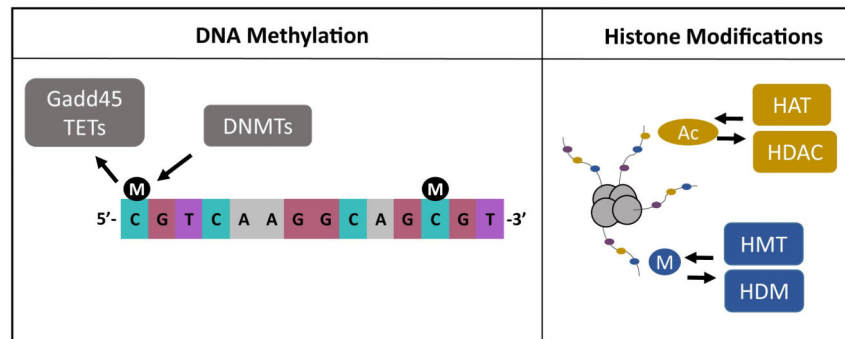 DNA Methylation
Histone Modifications
Gadd45
TETs
DNMTs
M
M
5'- C G T C A A G G C A G C G T -3'
Ac
HAT
HDAC
M
HMT
HDM